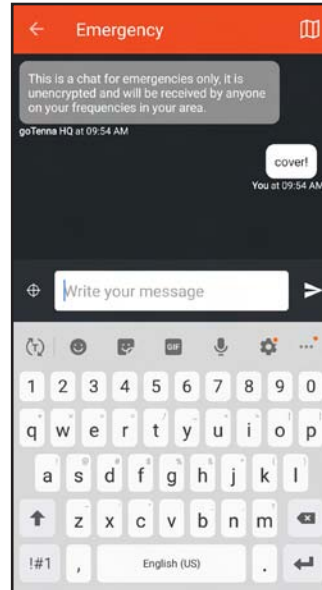 Emergency
This is a chat for emergencies only, it is
unencrypted and will be received by anyone
on your frequencies in your area.
goTenna HQ at 09:54 AM
cover!
You at 09:54 AM
Write your message
GIF
1 2 3 4 5 6 7 8 9 0
q w e r t y u i o p
a s d f g h j k l
z x c v b n m
!#1 , English (US) .